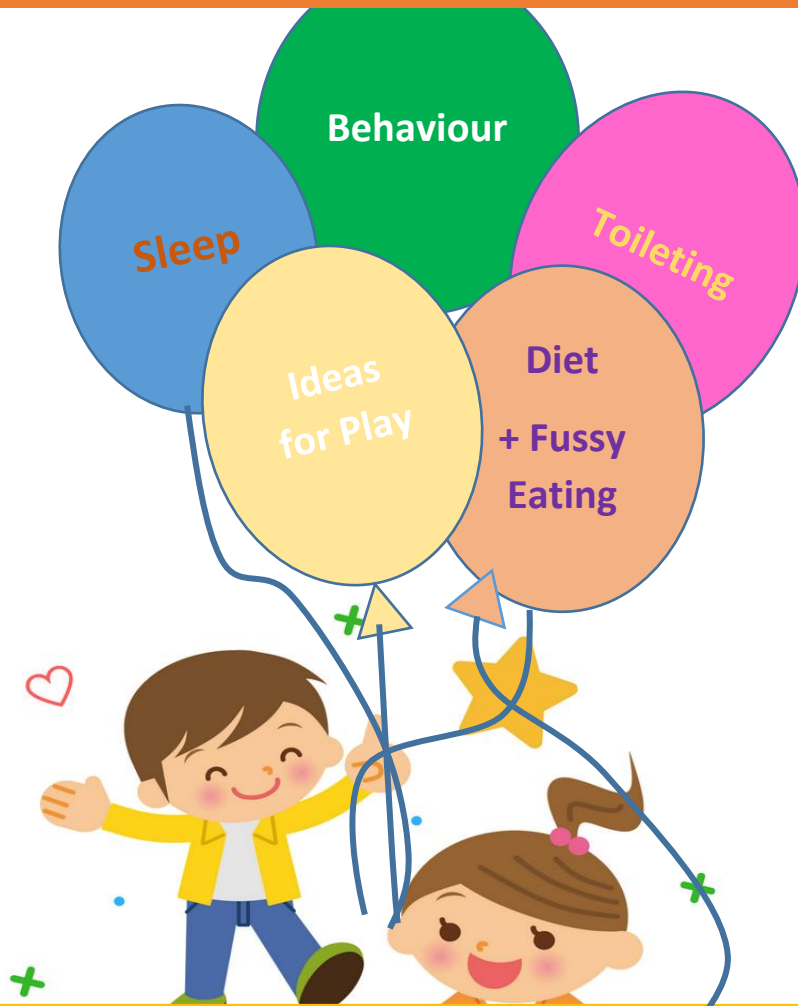 Behaviour
Sleep
Toileting
Ideas
for Play
Diet
+ Fussy
Eating